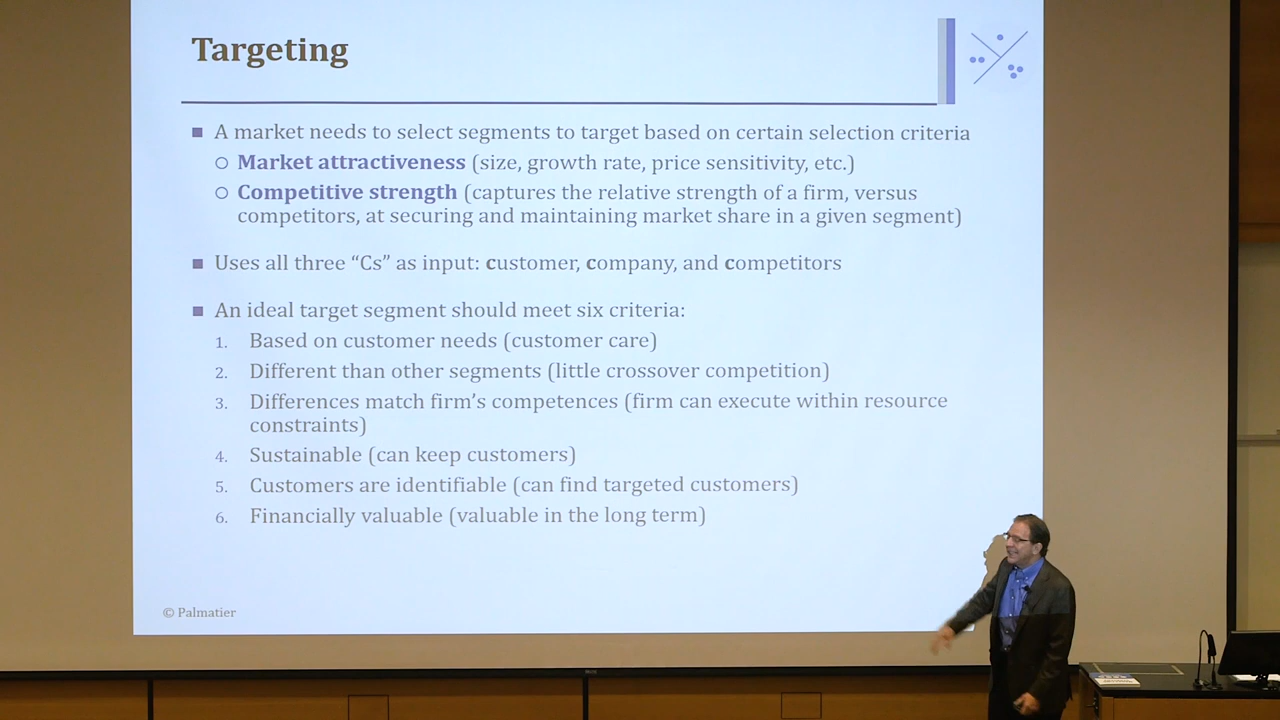 Targeting
A market needs to select segments to target based on certain selection criteria
Market attractiveness (size, growth rate, price sensitivity, etc.)
Competitive strength (captures the relative strength of a firm, versus
competitors, at securing and maintaining market share in a given segment)
Uses all three “Cs” as input: customer, company, and competitors
An ideal target segment should meet six criteria:
1. Based on customer needs (customer care)
2. Different than other segments (little crossover competition)
3. Differences match firm’s competences (firm can execute within resource
constraints)
4. Sustainable (can keep customers)
5. Customers are identifiable (can find targeted customers)
6. Financially valuable (valuable in the long term)
© Palmatier